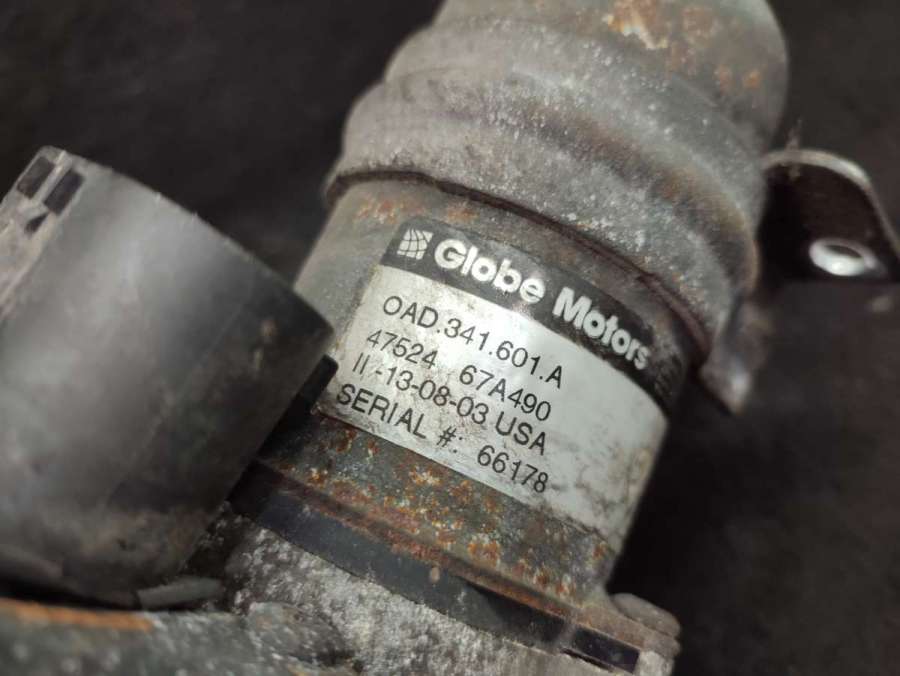 Globe Motors
OAD.341.601.A
47524 67A490
II -13-08-03 USA
SERIAL #: 66178